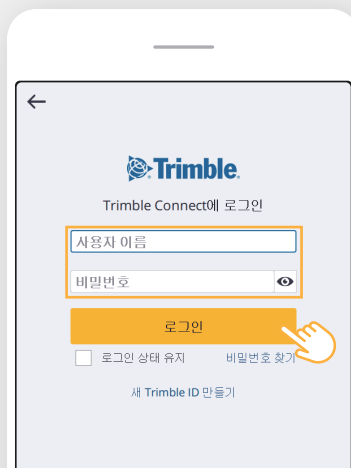 Trimble.
Trimble Connect에 로그인
사용자 이름
비밀번호
로그인
로그인 상태 유지 비밀번호 찾기
새 Trimble ID 만들기